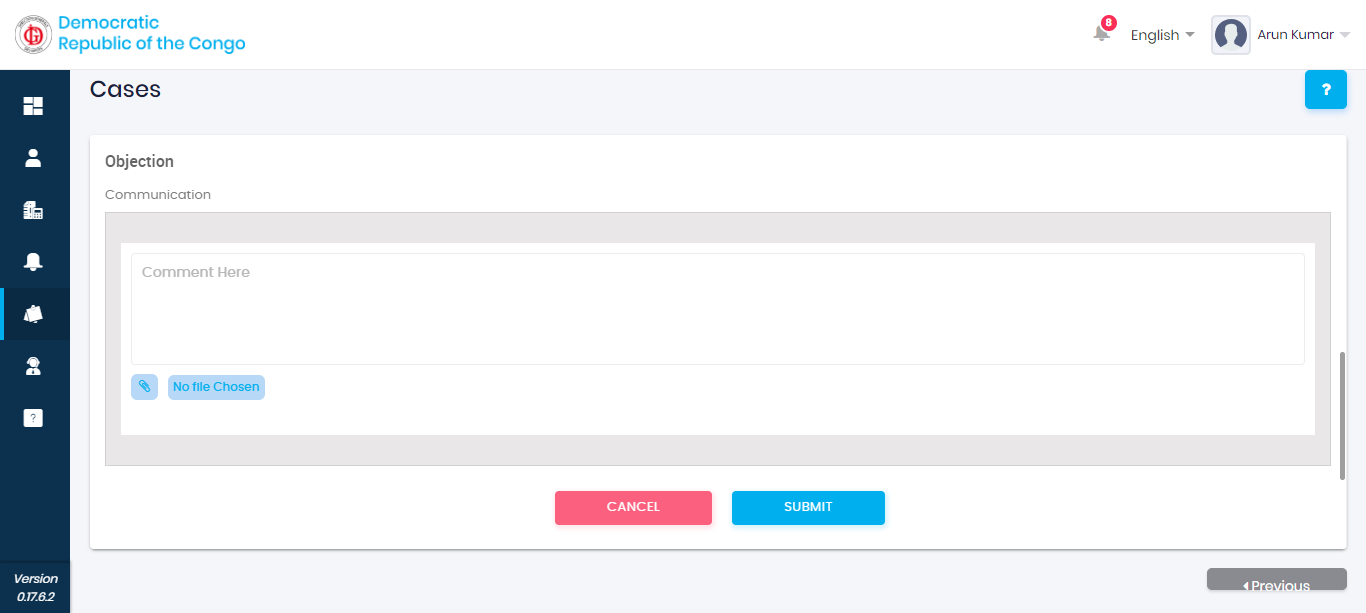 Democratic
Republic of the Congo
8
English
Arun Kumar
Cases
?
Objection
Communication
Comment Here
No file Chosen
CANCEL
SUBMIT
?
Version
0.17.6.2
Previous